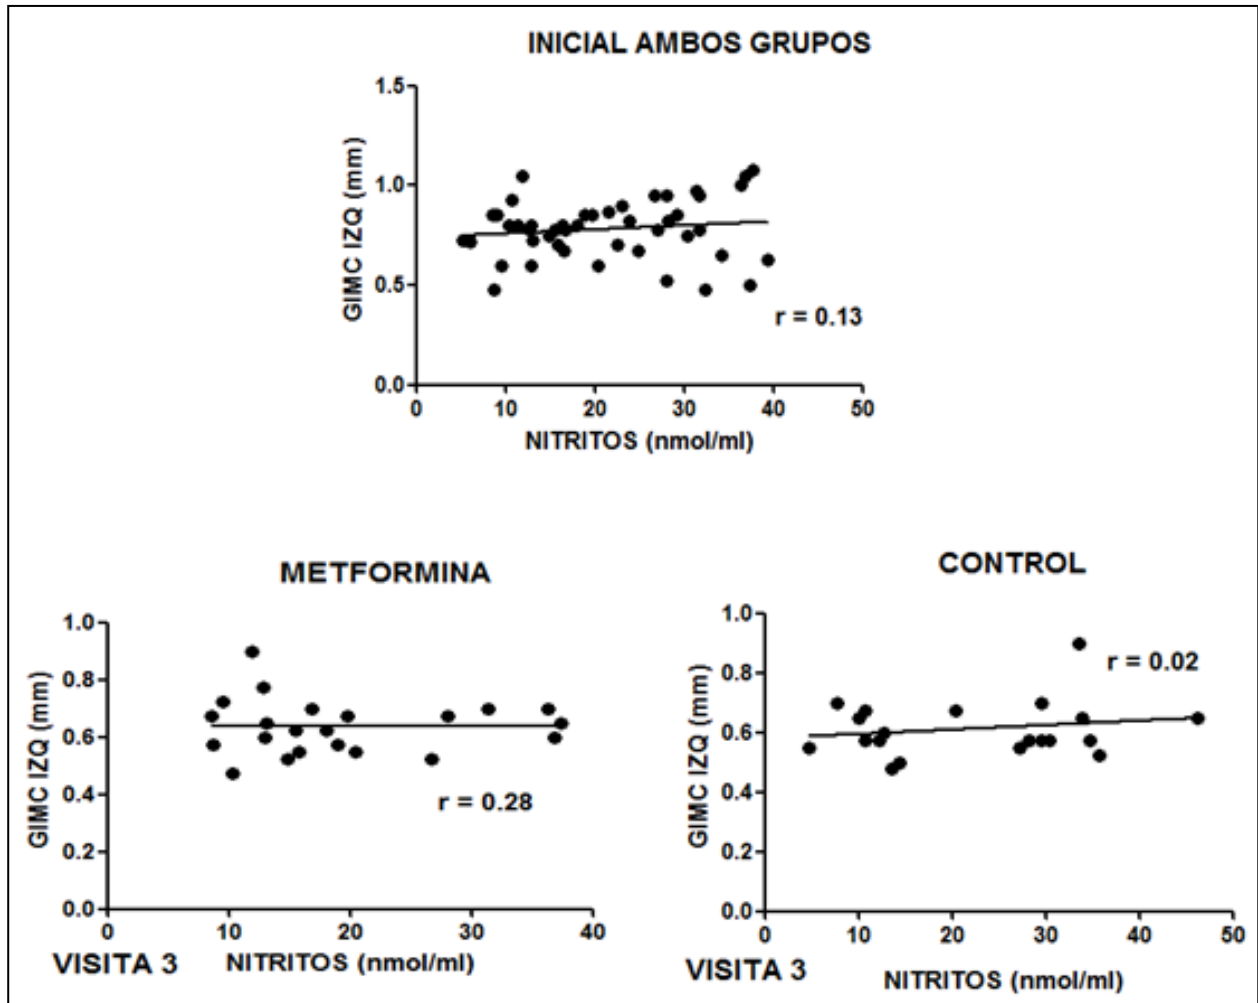 INICIAL AMBOS GRUPOS
1.5
1.0
0.5
0.0
GIMC IZQ (mm)
r = 0.13
0 10 20 30 40 50
NITRITOS (nmol/ml)
METFORMINA
1.0
0.8
0.6
0.4
0.2
0.0
GIMC IZQ (mm)
r = 0.28
0 10 20 30 40
VISITA 3 NITRITOS (nmol/ml)
CONTROL
1.0
0.8
0.6
0.4
0.2
0.0
GIMC IZQ (mm)
r = 0.02
0 10 20 30 40 50
VISITA 3 NITRITOS (nmol/ml)